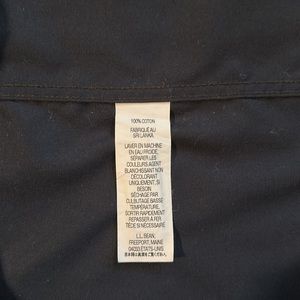 100% COTON
FABRIQUÉ AU
SRI LANKA
LAVER EN MACHINE
EN EAU FROIDE
SÉPARER LES
COULEURS AGENT
BLANCHISSANT NON
DÉCOLORANT
UNIQUEMENT, SI
BESOIN
SÉCHAGE PAR
CULBUTAGE BASSE
TEMPÉRATURE,
SORTIR RAPIDEMENT
REPASSER À FER
TIÈDE SI NÉCESSAIRE
L.L.BEAN,
FREEPORT, MAINE
04033 ÉTATS-UNIS